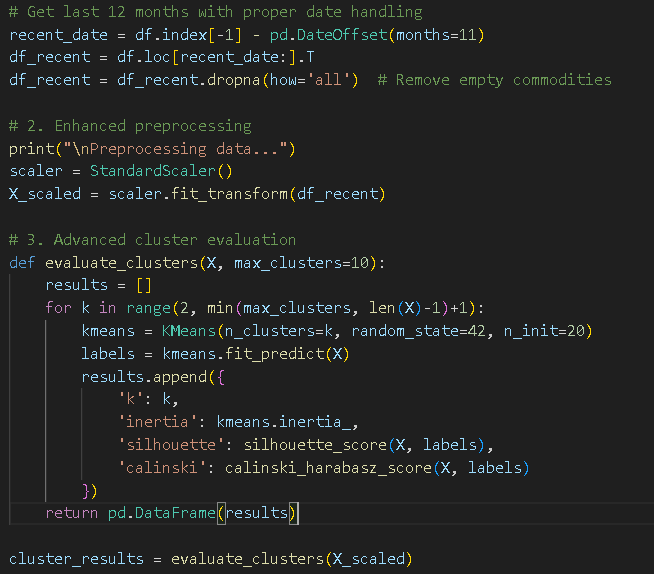 # Get last 12 months with proper date handling
recent_date = df.index[-1] - pd.DateOffset(months=11)
df_recent = df.loc[recent_date:].T
df_recent = df_recent.dropna(how='all')  # Remove empty commodities

# 2. Enhanced preprocessing
print("\nPreprocessing data...")
scaler = StandardScaler()
X_scaled = scaler.fit_transform(df_recent)

# 3. Advanced cluster evaluation
def evaluate_clusters(X, max_clusters=10):
    results = []
    for k in range(2, min(max_clusters, len(X)-1)+1):
        kmeans = KMeans(n_clusters=k, random_state=42, n_init=20)
        labels = kmeans.fit_predict(X)
        results.append({
            'k': k,
            'inertia': kmeans.inertia_,
            'silhouette': silhouette_score(X, labels),
            'calinski': calinski_harabasz_score(X, labels)
        })
    return pd.DataFrame(results)

cluster_results = evaluate_clusters(X_scaled)